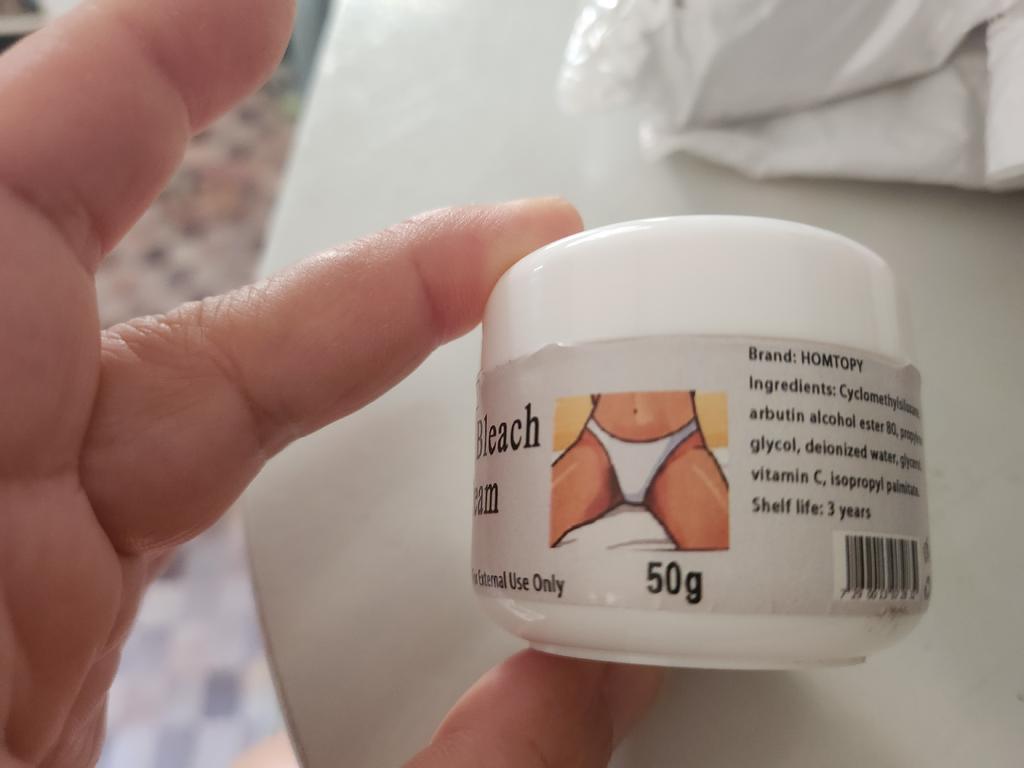 Bleach
For External Use Only
50g
Brand: HOMTOPY
Ingredients: Cyclomethylsiloxane,
arbutin alcohol ester 80, propylene
glycol, deionized water, glycerol,
vitamin C, isopropyl palmitate.
Shelf life: 3 years